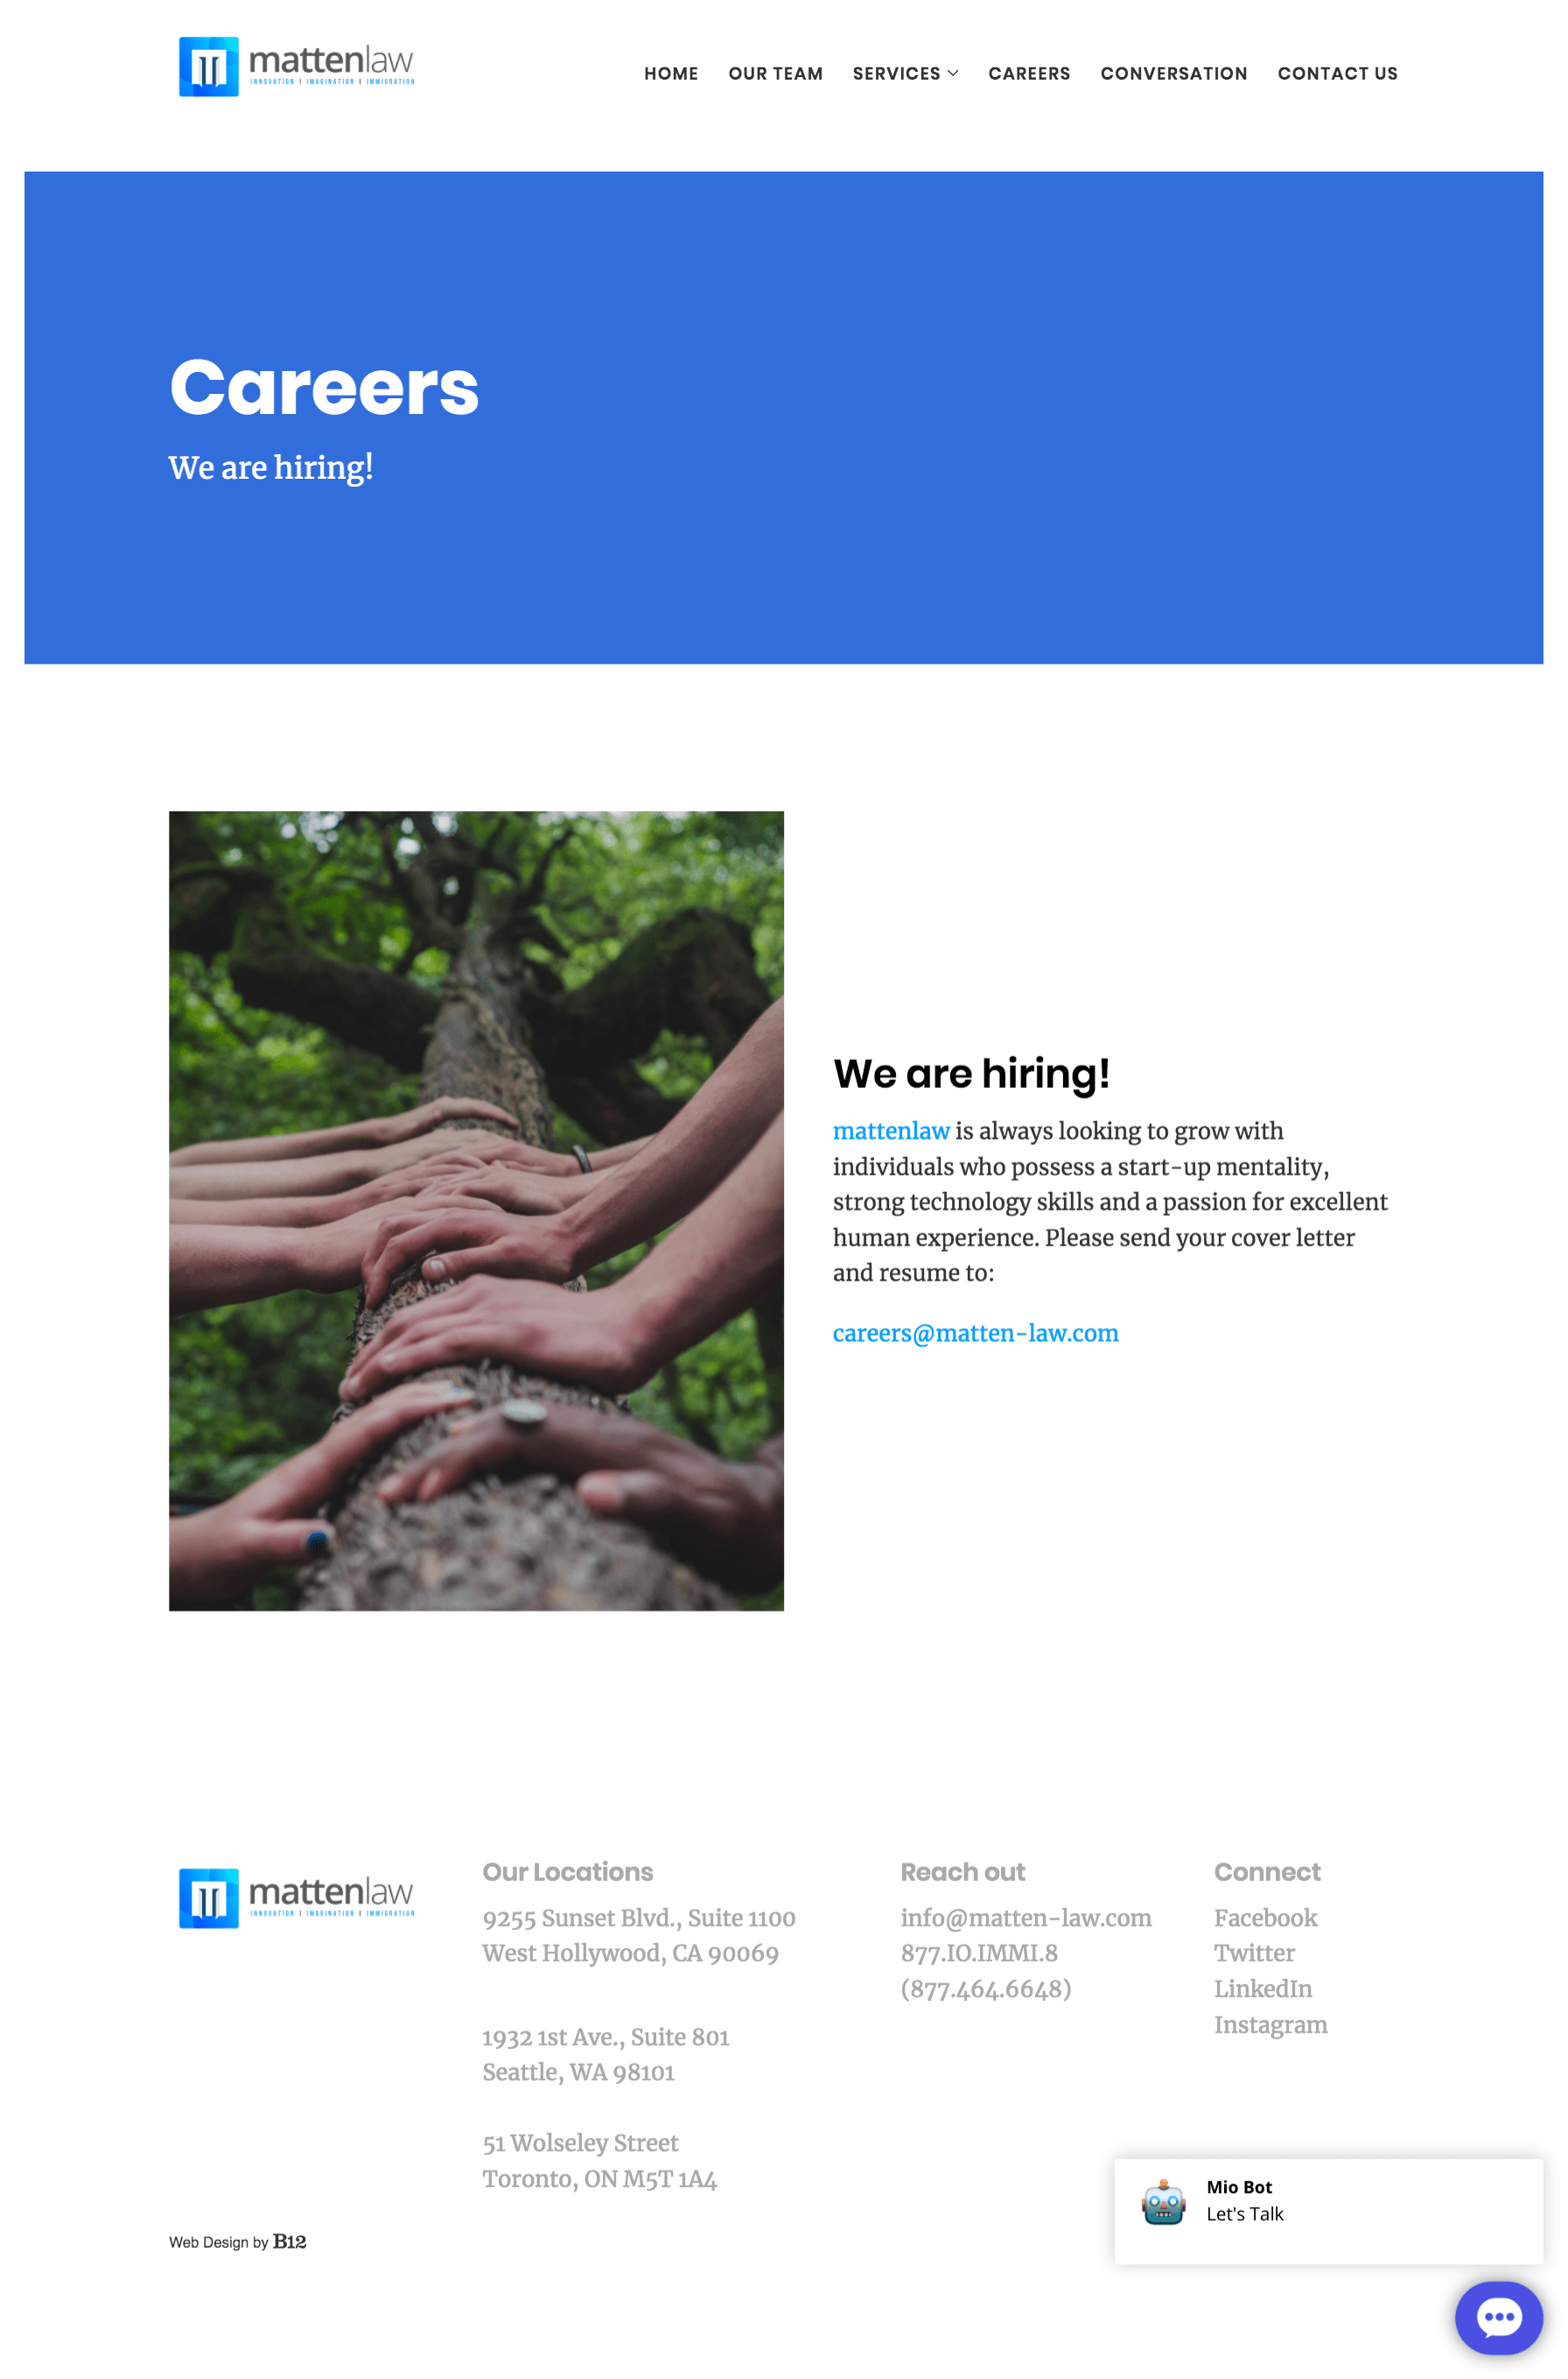 mattenlaw
INNOVATION | IMAGINATION | IMMIGRATION
HOME
OUR TEAM
SERVICES
CAREERS
CONVERSATION
CONTACT US
Careers
We are hiring!
We are hiring!
mattenlaw is always looking to grow with
individuals who possess a start-up mentality,
strong technology skills and a passion for excellent
human experience. Please send your cover letter
and resume to:
careers@matten-law.com
mattenlaw
INNOVATION | IMAGINATION | IMMIGRATION
Our Locations
9255 Sunset Blvd., Suite 1100
West Hollywood, CA 90069
1932 1st Ave., Suite 801
Seattle, WA 98101
51 Wolseley Street
Toronto, ON M5T 1A4
Reach out
info@matten-law.com
877.IO.IMMI.8
(877.464.6648)
Connect
Facebook
Twitter
LinkedIn
Instagram
Mio Bot
Let's Talk
Web Design by B12